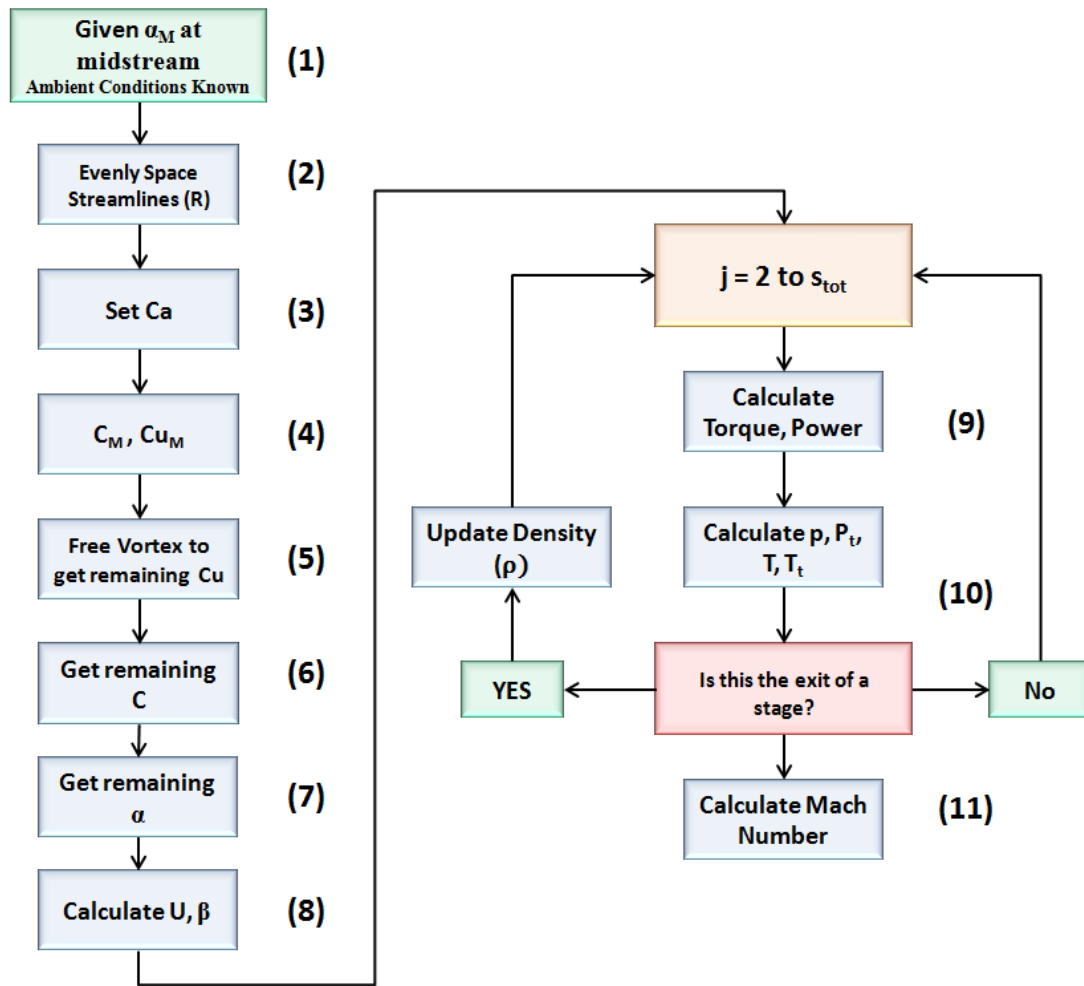 Given α_M at
midstream
Ambient Conditions Known
(1)
Evenly Space
Streamlines (R)
(2)
Set Ca
(3)
C_M , Cu_M
(4)
Free Vortex to
get remaining Cu
(5)
Get remaining
C
(6)
Get remaining
α
(7)
Calculate U, β
(8)
j = 2 to s_tot
Calculate
Torque, Power
(9)
Update Density
(ρ)
Calculate p, P_t,
T, T_t
(10)
YES
Is this the exit of a
stage?
No
Calculate Mach
Number
(11)